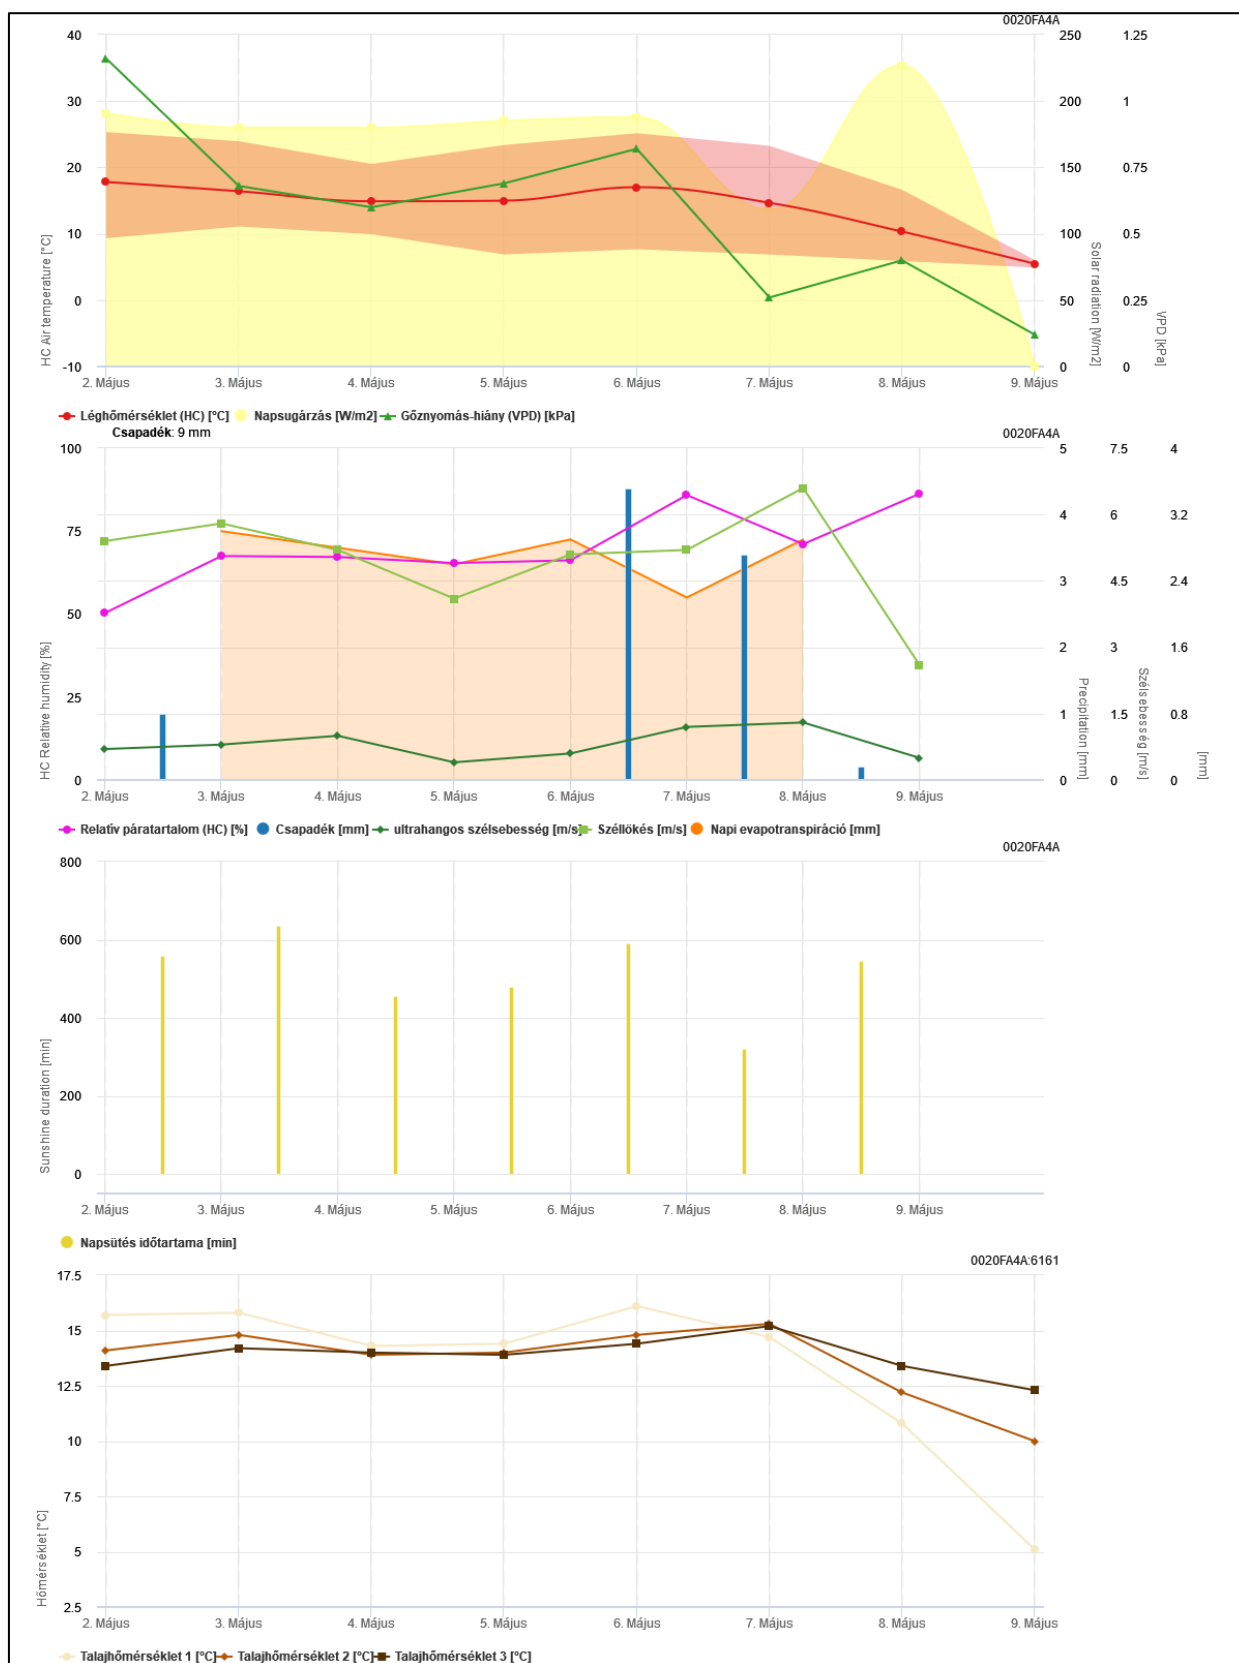 0020FA4A
40 250 1.25
30 200 1
20 150 0.75
10 100 0.5
0 50 0.25
-10 0 0
HC Air temperature [°C]
Solar radiation [W/m2]
VPD [kPa]
2. Május 3. Május 4. Május 5. Május 6. Május 7. Május 8. Május 9. Május
Léghőmérséklet (HC) [°C] Napsugárzás [W/m2] Gőznyomás-hiány (VPD) [kPa]
Csapadék: 9 mm 0020FA4A
100 5 7.5 4
4 6 3.2
75
3 4.5 2.4
50
2 3 1.6
25
1 1.5 0.8
0 0 0 0
HC Relative humidity [%]
Precipitation [mm]
Szélsebesség [m/s]
[mm]
2. Május 3. Május 4. Május 5. Május 6. Május 7. Május 8. Május 9. Május
Relatív páratartalom (HC) [%] Csapadék [mm] ultrahangos szélsebesség [m/s] Széllökés [m/s] Napi evapotranspiráció [mm]
0020FA4A
800
600
400
200
0
Sunshine duration [min]
2. Május 3. Május 4. Május 5. Május 6. Május 7. Május 8. Május 9. Május
Napsütés időtartama [min]
0020FA4A:6161
17.5
15
12.5
10
7.5
5
2.5
Hőmérséklet [°C]
2. Május 3. Május 4. Május 5. Május 6. Május 7. Május 8. Május 9. Május
Talajhőmérséklet 1 [°C] Talajhőmérséklet 2 [°C] Talajhőmérséklet 3 [°C]